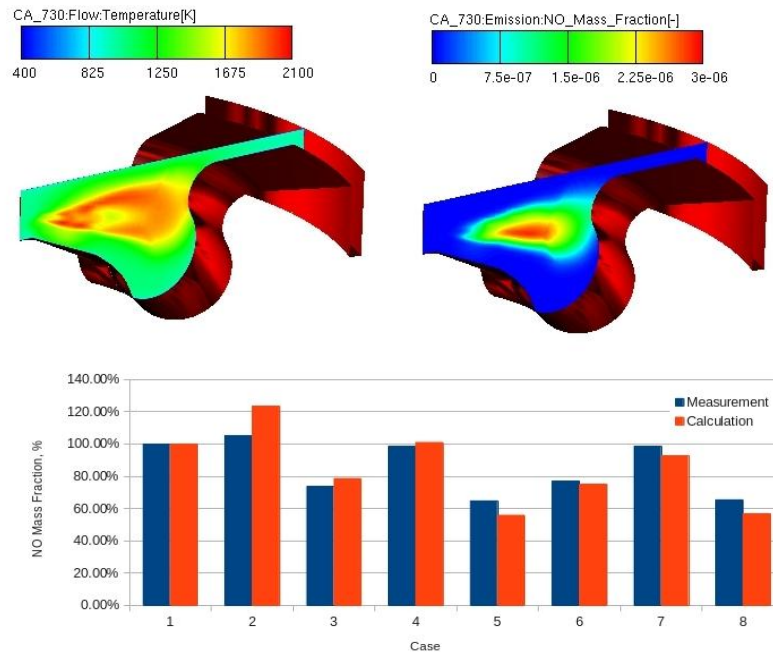 CA_730:Flow:Temperature[K]
400 825 1250 1675 2100
CA_730:Emission:NO_Mass_Fraction[-]
0 7.5e-07 1.5e-06 2.25e-06 3e-06
140.00%
120.00%
100.00%
80.00%
60.00%
40.00%
20.00%
0.00%
NO Mass Fraction, %
Measurement
Calculation
1 2 3 4 5 6 7 8
Case